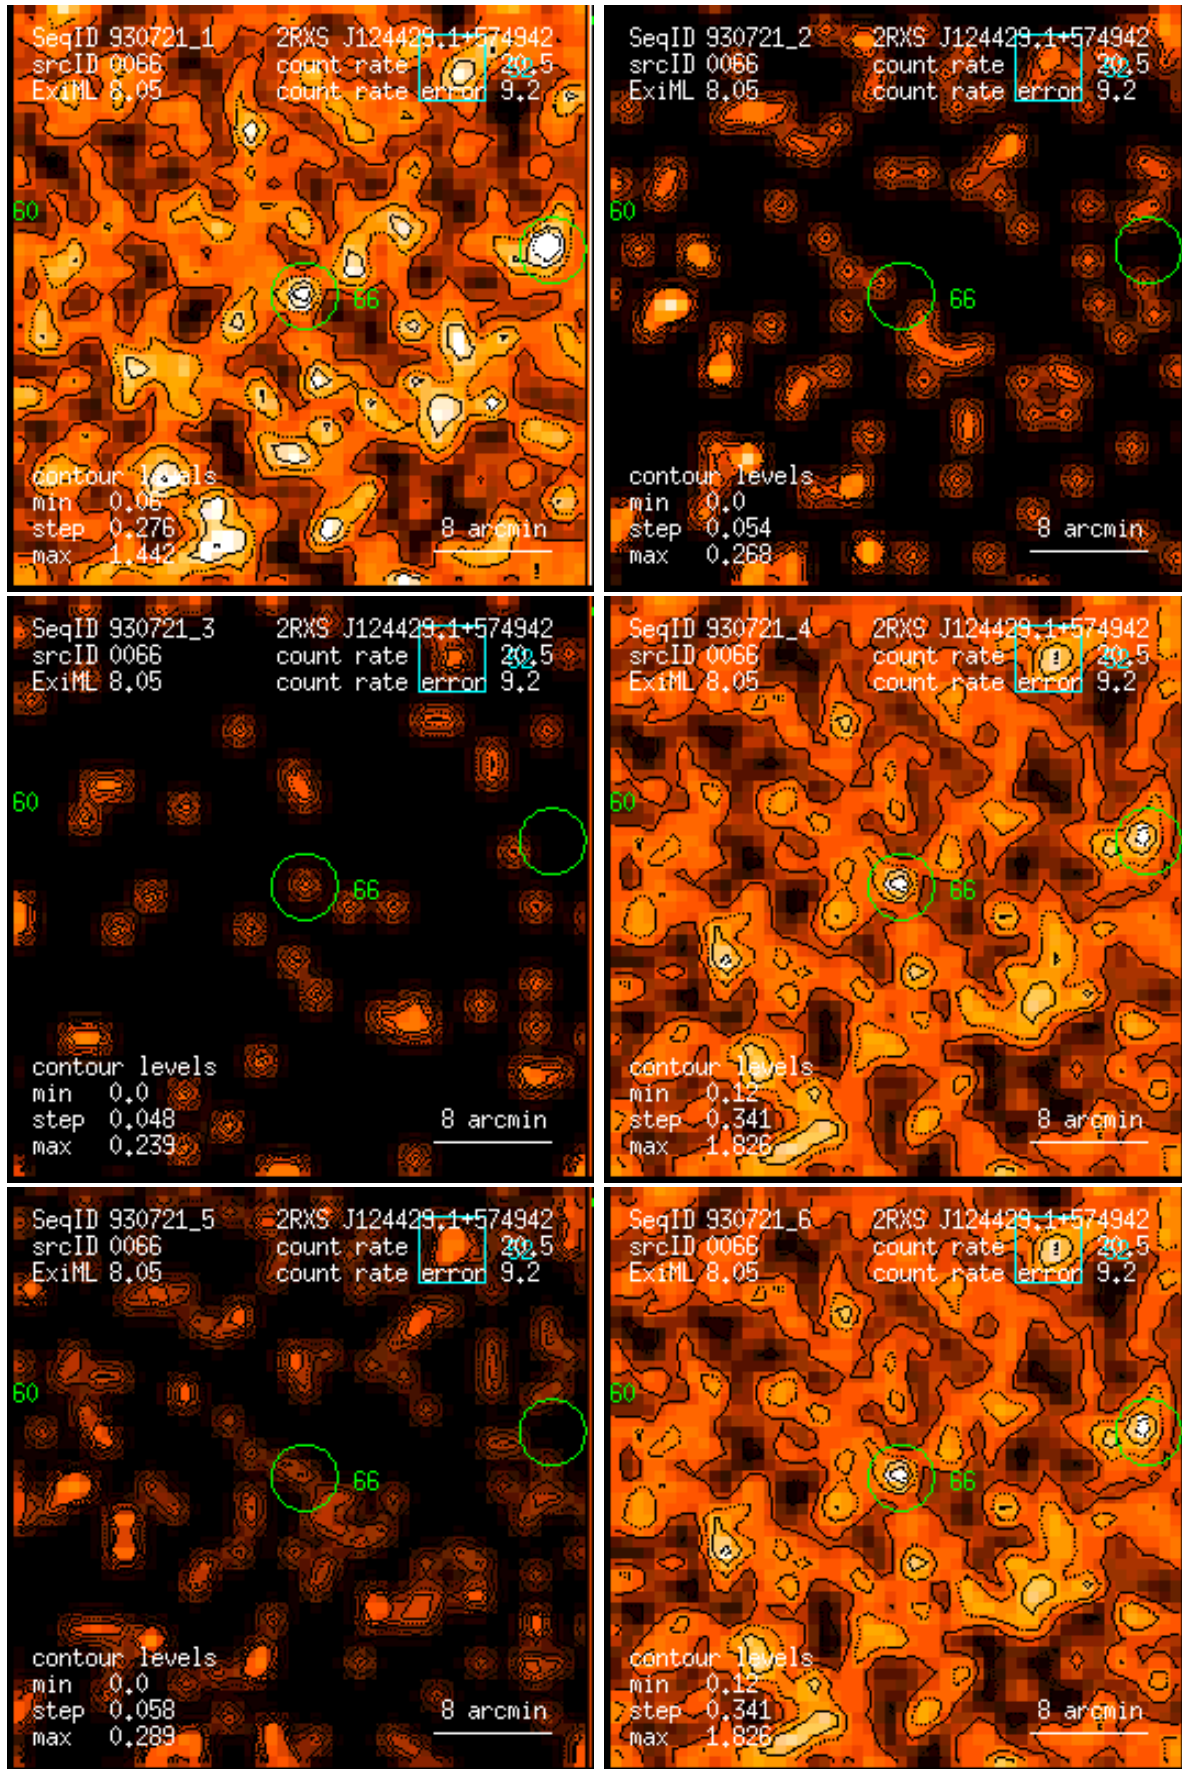 SeqID 930721_1 2RXS J124429.1+574942
srcID 0066 count rate 20.5
52
ExiML 8.05 count rate error 9.2
60
66
contour levels
min 0.06
step 0.276 8 arcmin
max 1.442
SeqID 930721_2 2RXS J124429.1+574942
srcID 0066 count rate 20.5
52
ExiML 8.05 count rate error 9.2
60
66
contour levels
min 0.0
step 0.054 8 arcmin
max 0.268
SeqID 930721_3 2RXS J124429.1+574942
srcID 0066 count rate 20.5
52
ExiML 8.05 count rate error 9.2
60
66
contour levels
min 0.0
step 0.048 8 arcmin
max 0.239
SeqID 930721_4 2RXS J124429.1+574942
srcID 0066 count rate 20.5
52
ExiML 8.05 count rate error 9.2
60
66
contour levels
min 0.12
step 0.341 8 arcmin
max 1.826
SeqID 930721_5 2RXS J124429.1+574942
srcID 0066 count rate 20.5
52
ExiML 8.05 count rate error 9.2
60
66
contour levels
min 0.0
step 0.058 8 arcmin
max 0.289
SeqID 930721_6 2RXS J124429.1+574942
srcID 0066 count rate 20.5
52
ExiML 8.05 count rate error 9.2
60
66
contour levels
min 0.12
step 0.341 8 arcmin
max 1.826